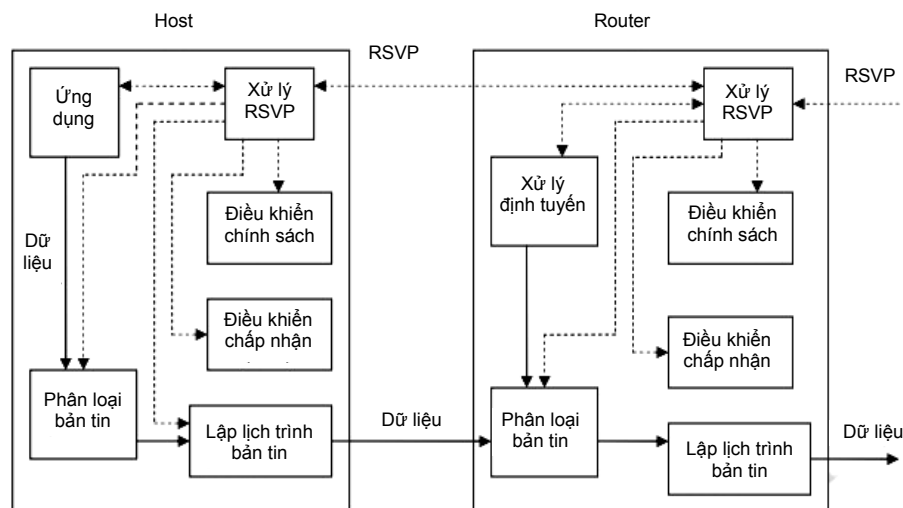 Host
Router
RSVP
RSVP
Ứng
dụng
Xử lý
RSVP
Xử lý
RSVP
Xử lý
định tuyến
Điều khiển
chính sách
Điều khiển
chính sách
Dữ
liệu
Điều khiển
chấp nhận
Điều khiển
chấp nhận
Phân loại
bản tin
Lập lịch trình
bản tin
Dữ liệu
Phân loại
bản tin
Lập lịch trình
bản tin
Dữ liệu